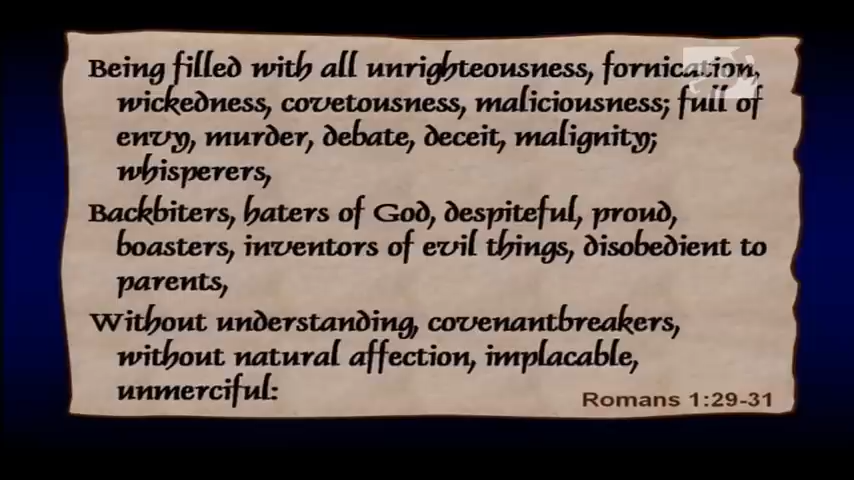 Being filled with all unrighteousness, fornication,
wickedness, covetousness, maliciousness; full of
envy, murder, debate, deceit, malignity;
whisperers,
Backbiters, haters of God, despiteful, proud,
boasters, inventors of evil things, disobedient to
parents,
Without understanding, covenantbreakers,
without natural affection, implacable,
unmerciful:
Romans 1:29-31